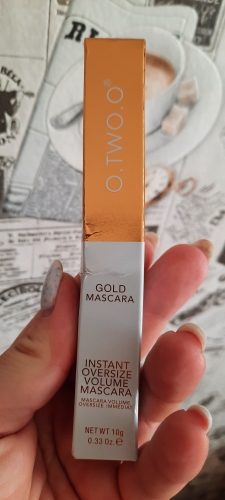 O.TWO.O®
GOLD
MASCARA
INSTANT
OVERSIZE
VOLUME
MASCARA
MASCARA VOLUME
OVERSIZE IMMÉDIAT
NET WT 10g
0.33 Oz. ℮